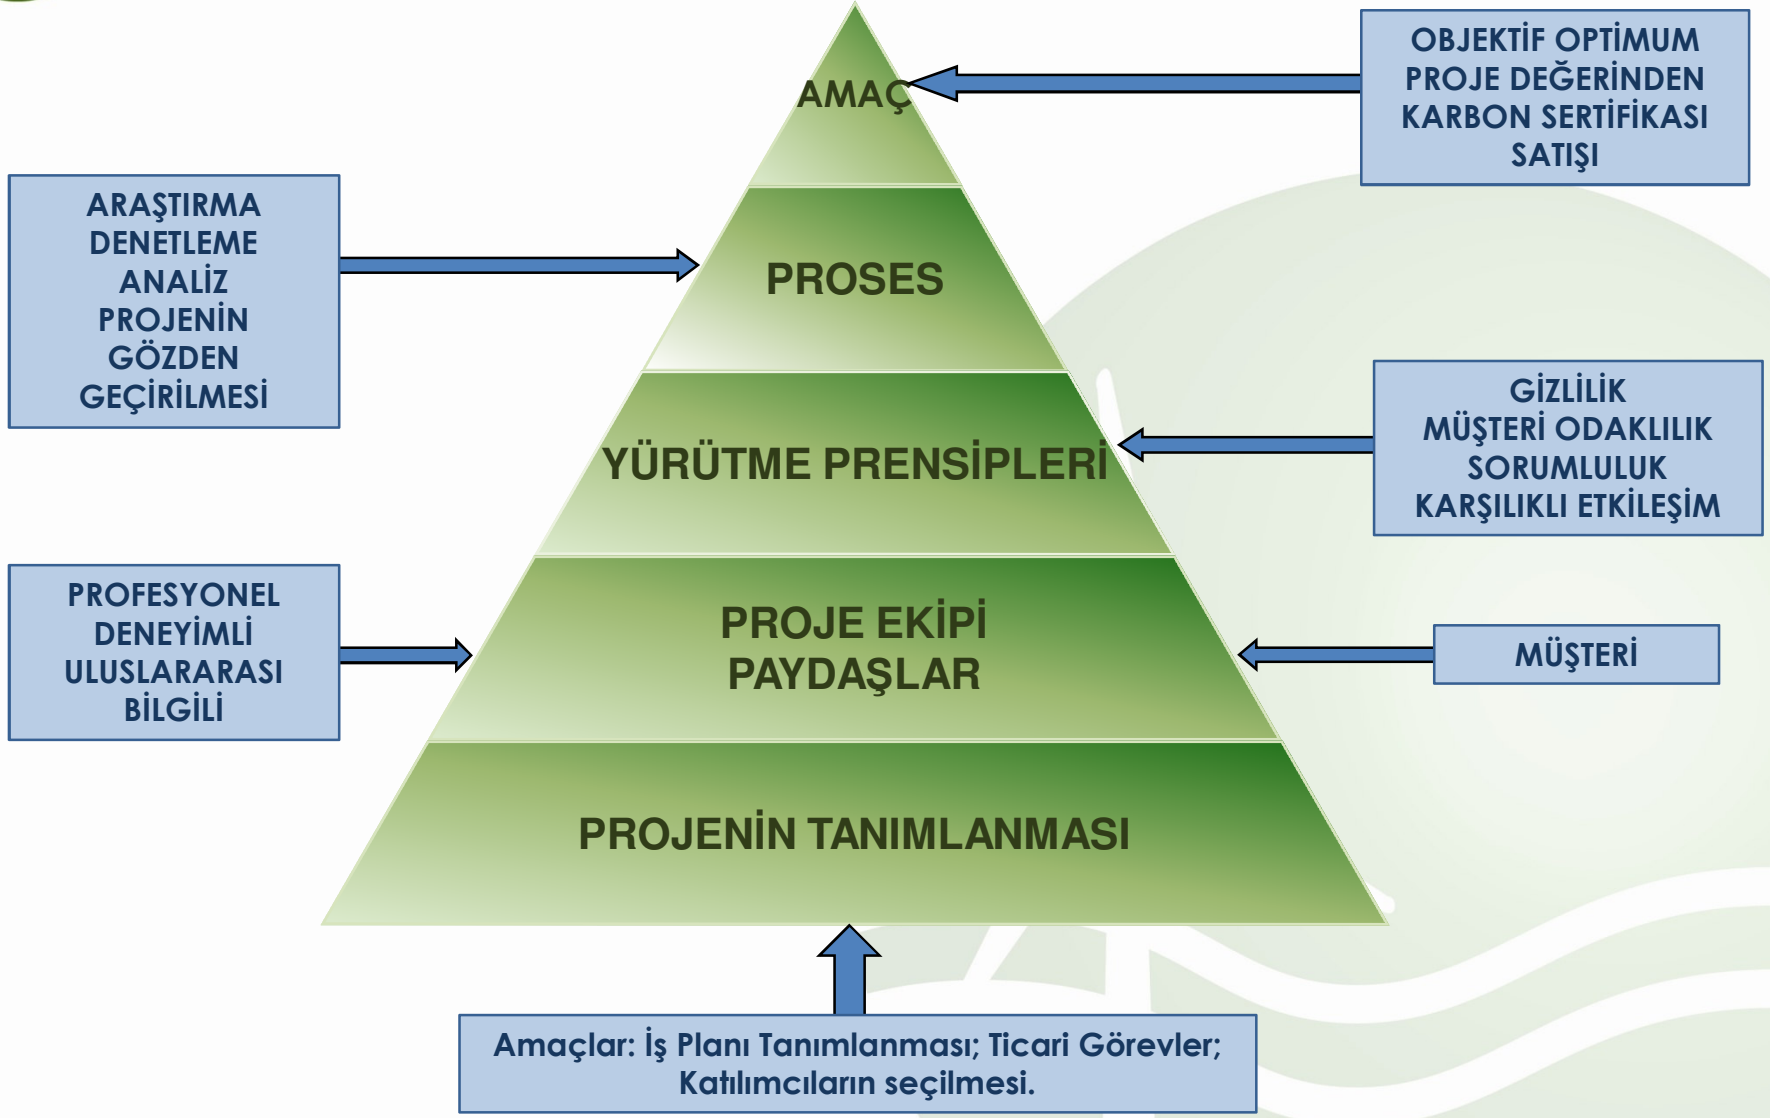 AMAÇ
OBJEKTİF OPTİMUM
PROJE DEĞERİNDEN
KARBON SERTİFİKASI
SATIŞI
ARAŞTIRMA
DENETLEME
ANALİZ
PROJENİN
GÖZDEN
GEÇİRİLMESİ
PROSES
YÜRÜTME PRENSİPLERİ
GİZLİLİK
MÜŞTERİ ODAKLILIK
SORUMLULUK
KARŞILIKLI ETKİLEŞİM
PROFESYONEL
DENEYİMLİ
ULUSLARARASI
BİLGİLİ
PROJE EKİPİ
PAYDAŞLAR
MÜŞTERİ
PROJENİN TANIMLANMASI
Amaçlar: İş Planı Tanımlanması; Ticari Görevler;
Katılımcıların seçilmesi.